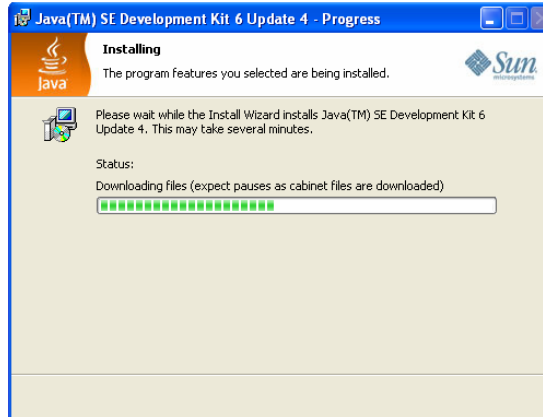 Java(TM) SE Development Kit 6 Update 4 - Progress
Installing
The program features you selected are being installed.
Java
Sun
microsystems
Please wait while the Install Wizard installs Java(TM) SE Development Kit 6
Update 4. This may take several minutes.
Status:
Downloading files (expect pauses as cabinet files are downloaded)